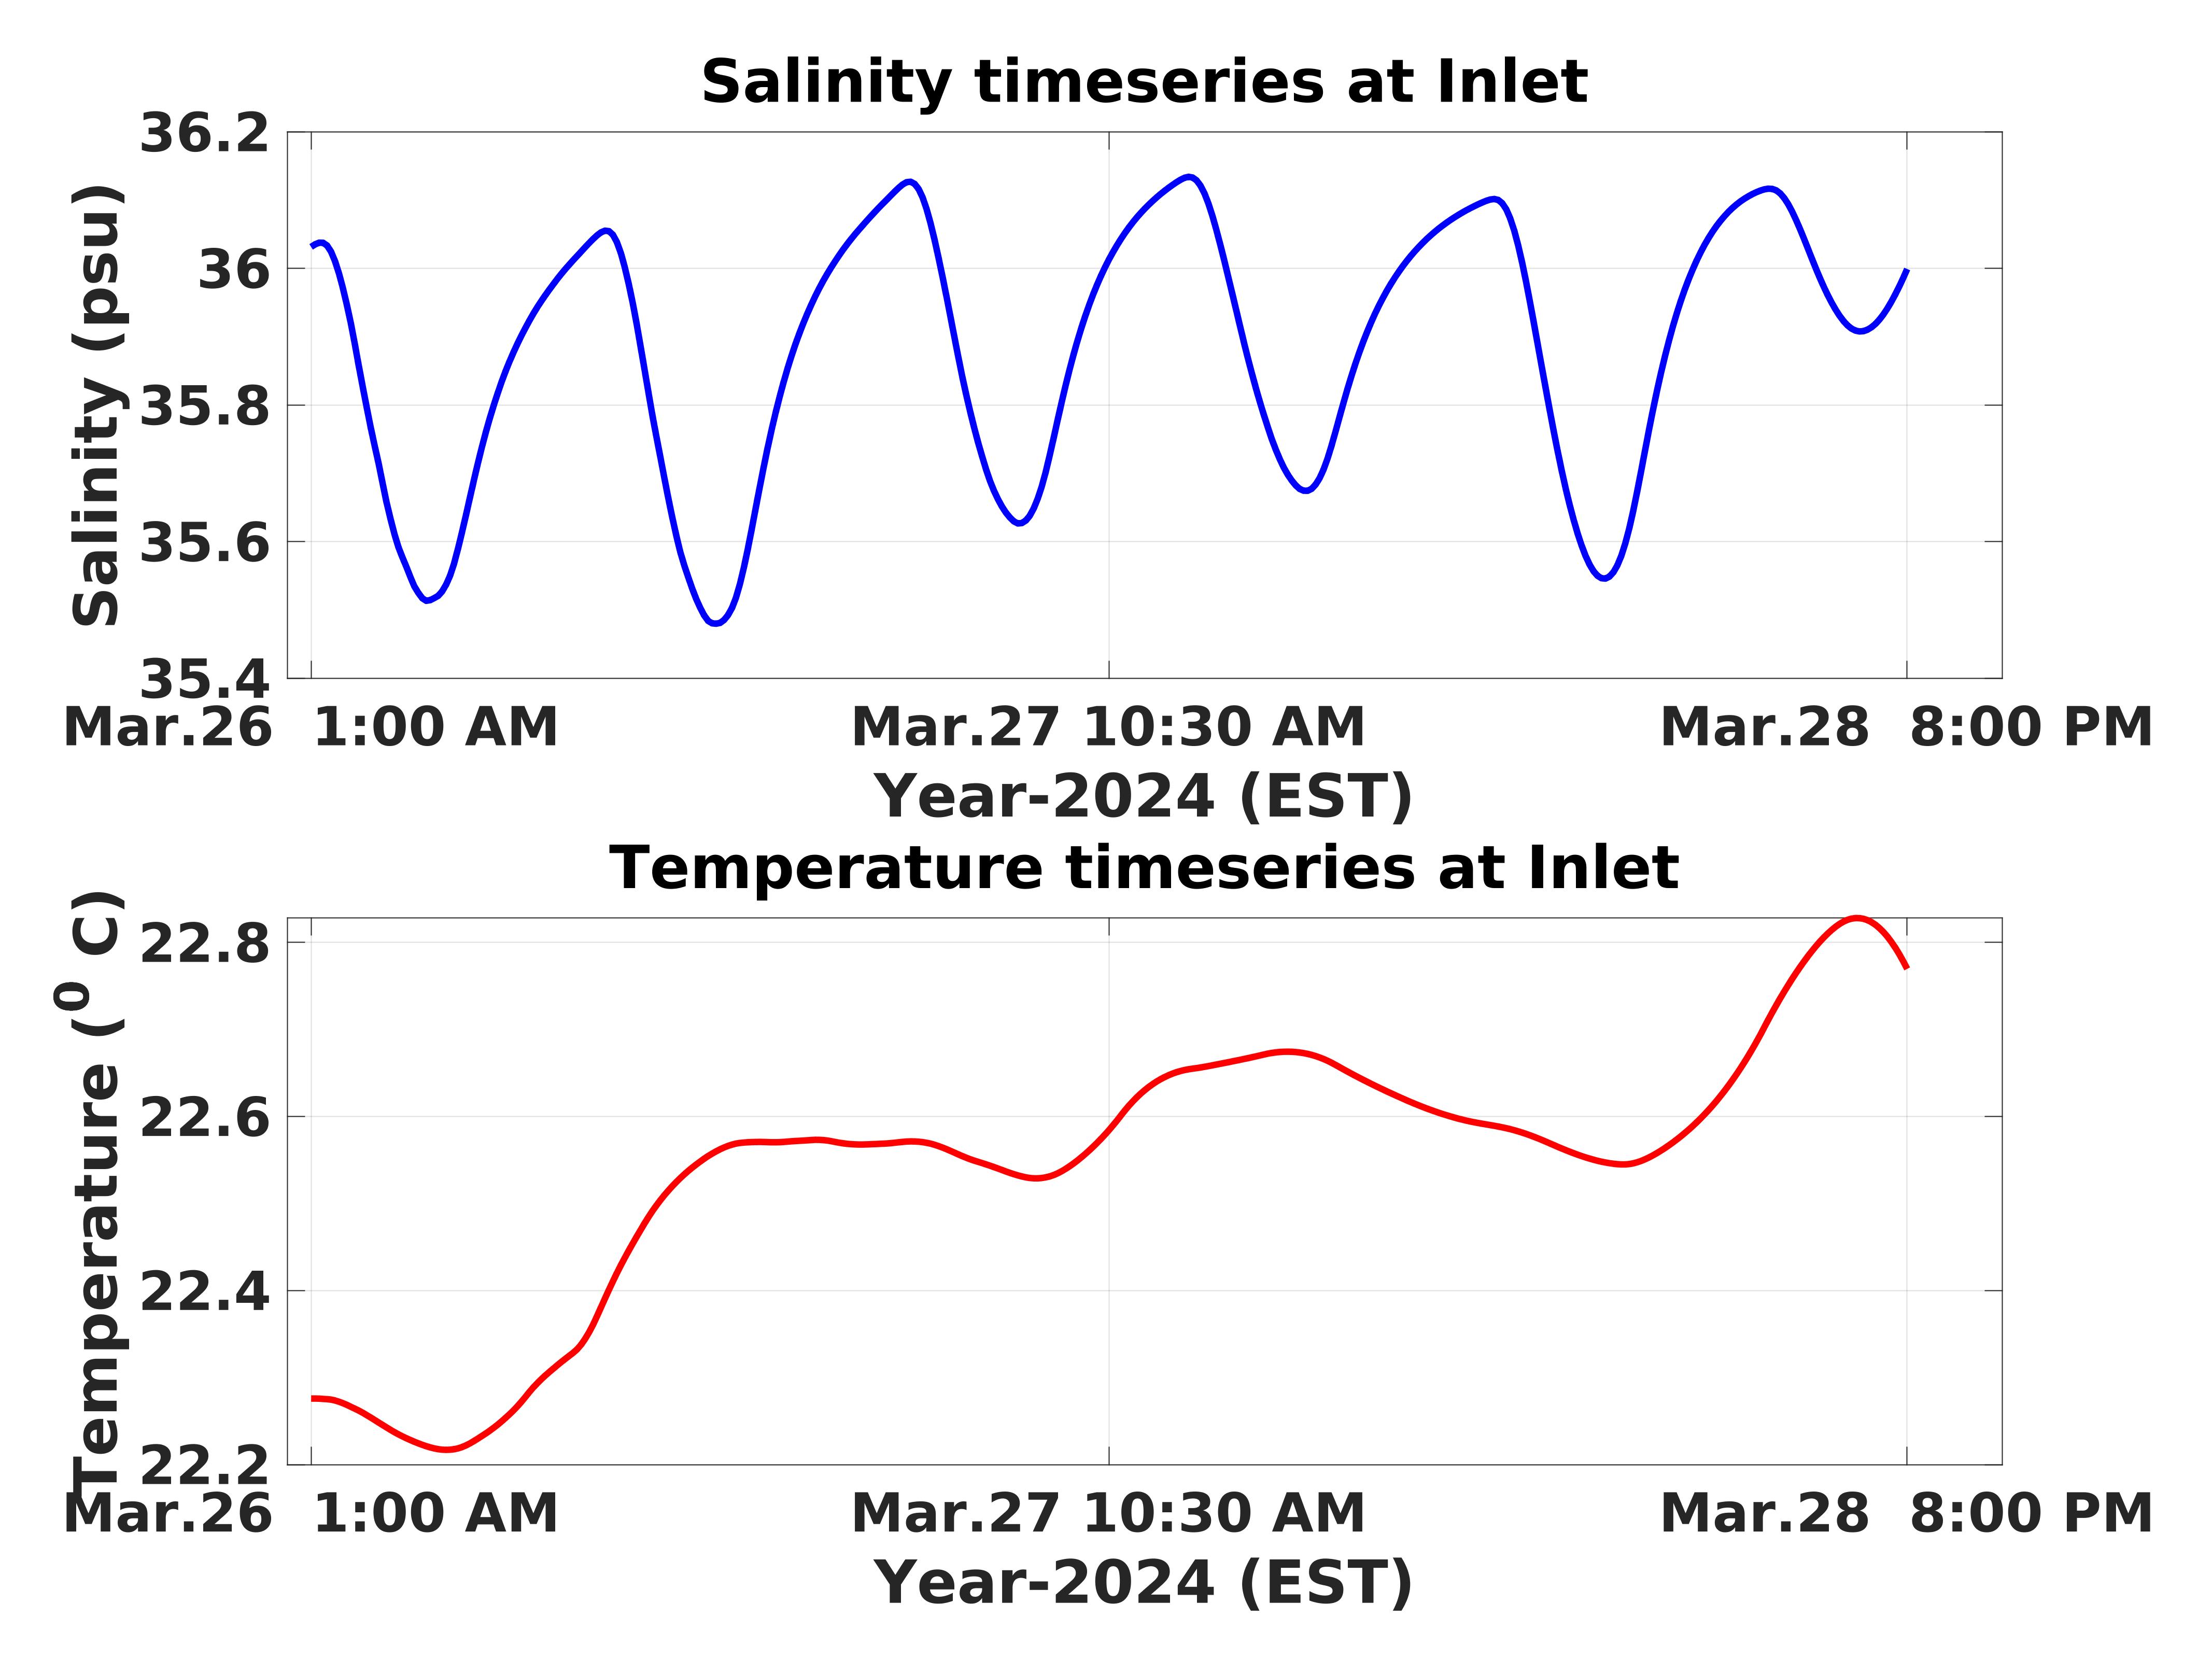 Salinity timeseries at Inlet
Salinity (psu)
36.2
36
35.8
35.6
35.4
Mar.26  1:00 AM
Mar.27 10:30 AM
Mar.28  8:00 PM
Year-2024 (EST)
Temperature timeseries at Inlet
Temperature (⁰ C)
22.8
22.6
22.4
22.2
Mar.26  1:00 AM
Mar.27 10:30 AM
Mar.28  8:00 PM
Year-2024 (EST)